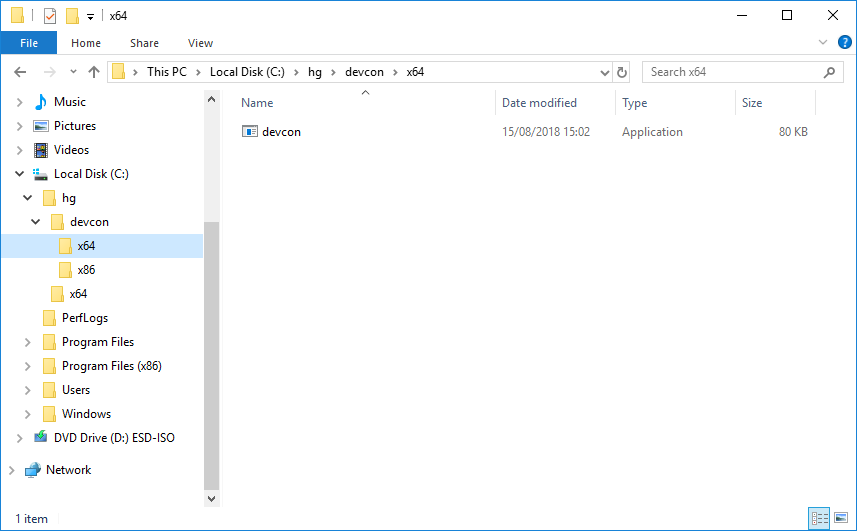 x64
File Home Share View
This PC Local Disk (C:) hg devcon x64 Search x64
Music
Pictures
Videos
Local Disk (C:)
hg
devcon
x64
x86
x64
PerfLogs
Program Files
Program Files (x86)
Users
Windows
DVD Drive (D:) ESD-ISO
Network
Name Date modified Type Size
devcon 15/08/2018 15:02 Application 80 KB
1 item